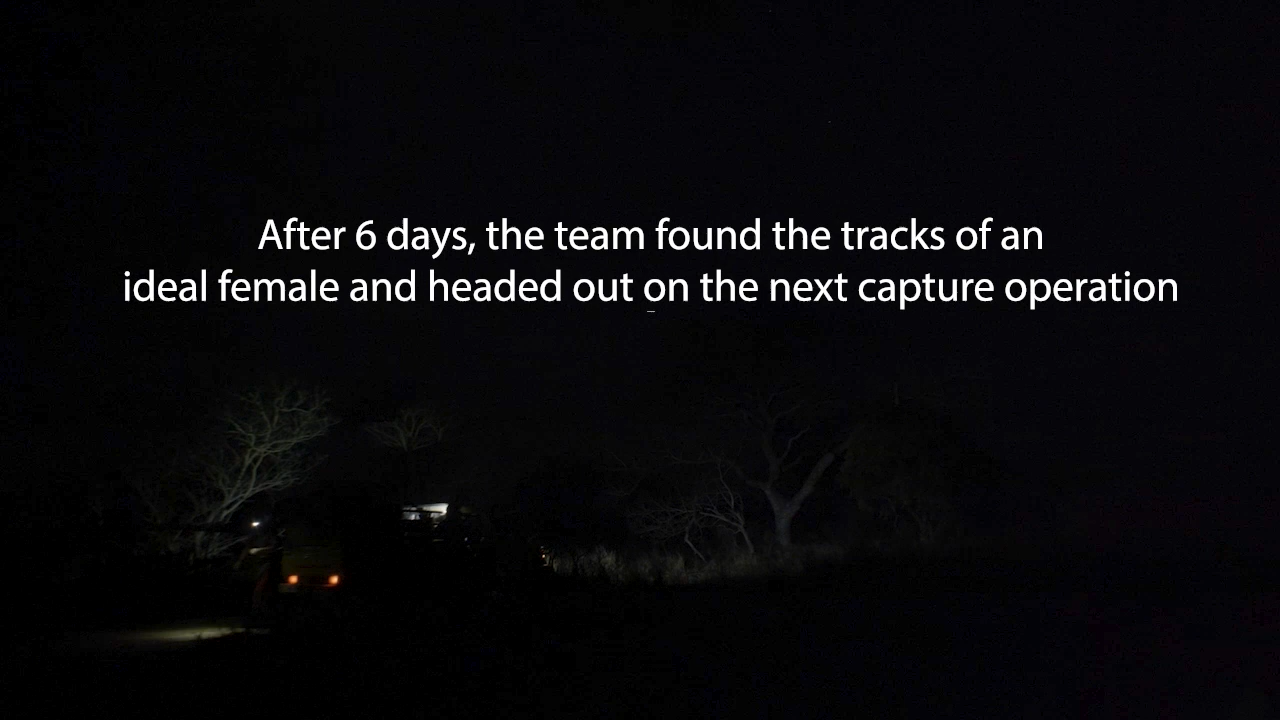 After 6 days, the team found the tracks of an
ideal female and headed out on the next capture operation